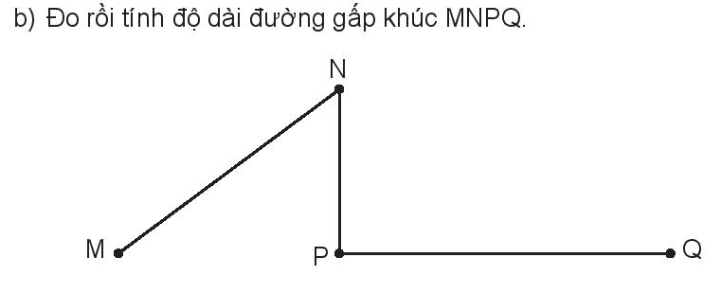 b) Đo rồi tính độ dài đường gấp khúc MNPQ.
N
M
P
Q